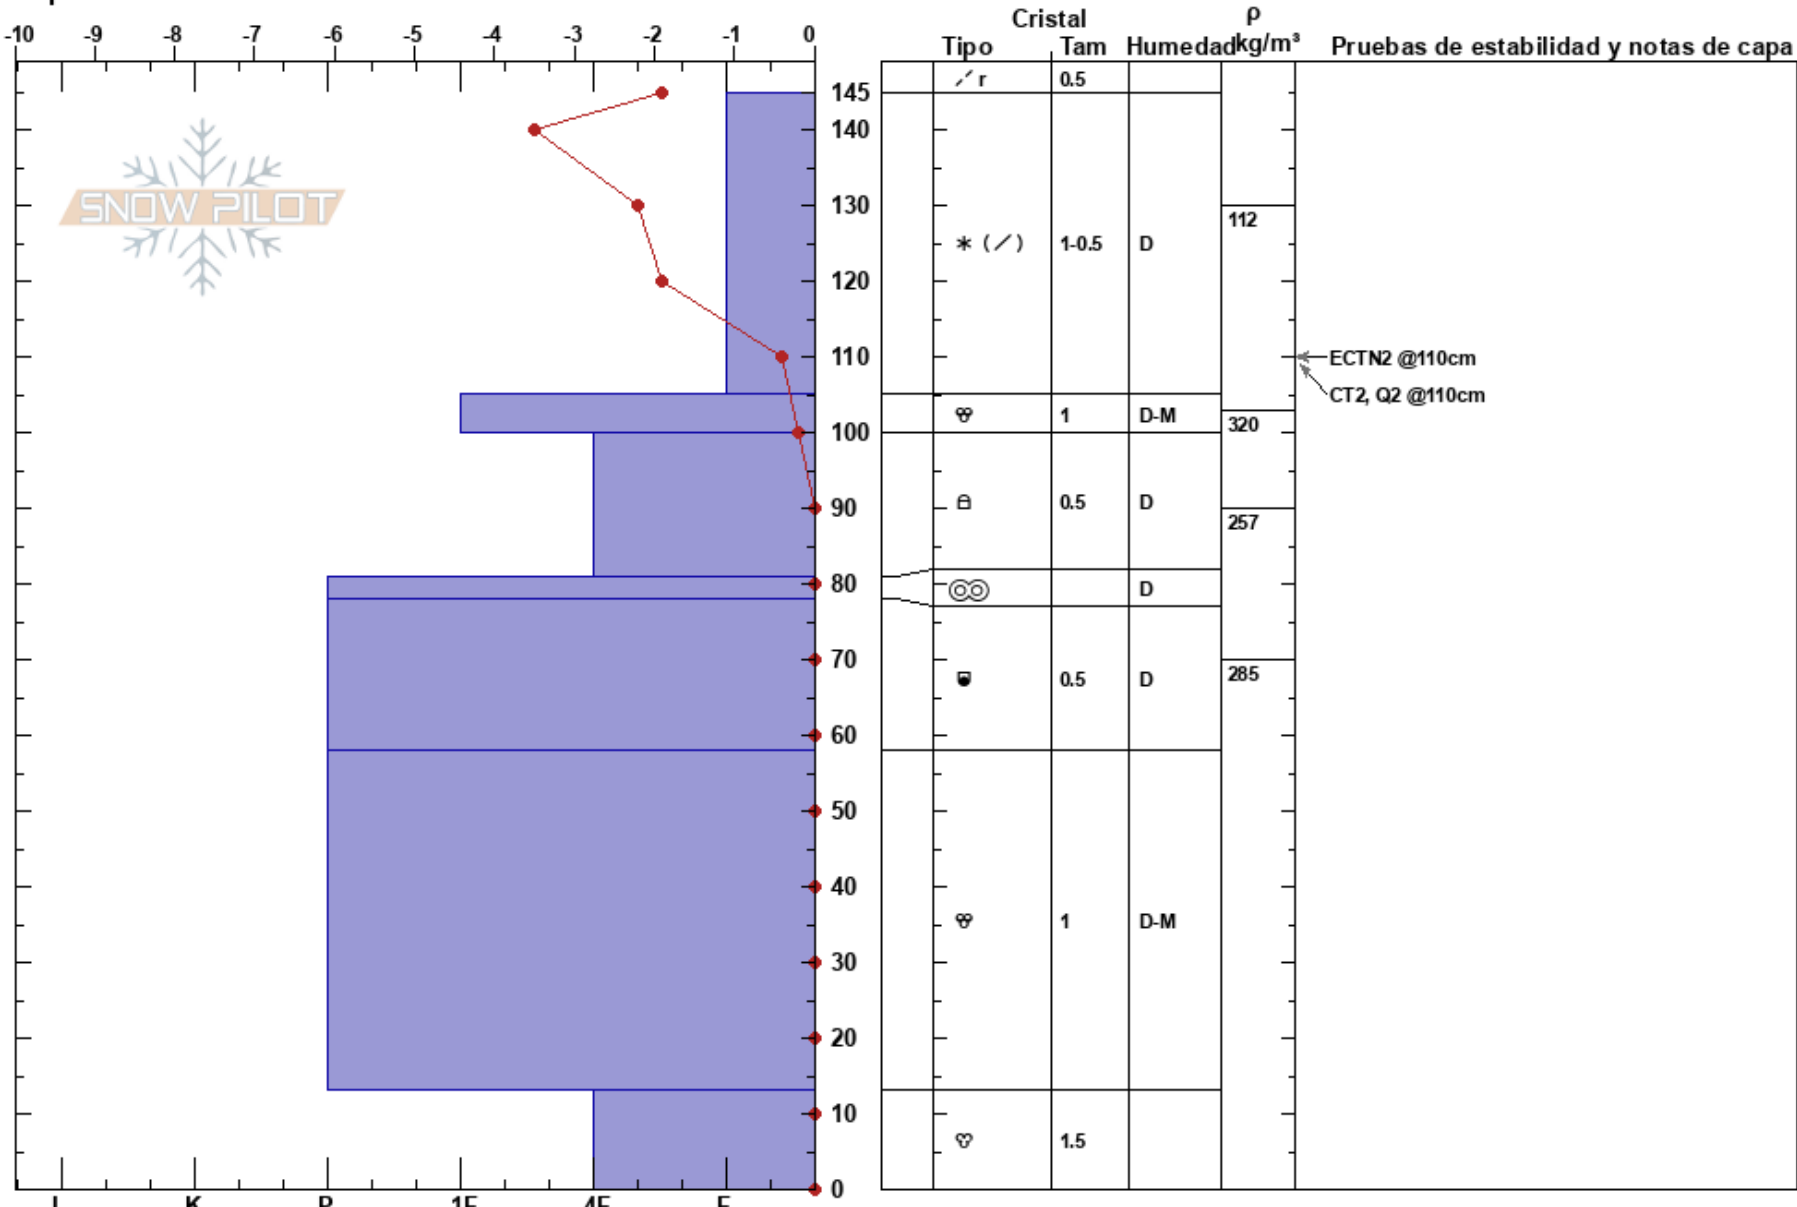 Cristal ρ
-10 -9 -8 -7 -6 -5 -4 -3 -2 -1 0 Tipo Tam Humedad kg/m³ Pruebas de estabilidad y notas de capa
r 0.5
145
140
SNOW PILOT
130 112
* (/) 1-0.5 D
120
110 ECTN2 @110cm
CT2, Q2 @110cm
1 D-M 320
100
0.5 D
90 257
80 D
70 285
0.5 D
60
50
40
1 D-M
30
20
10
1.5
0
I K P 1F 4F F